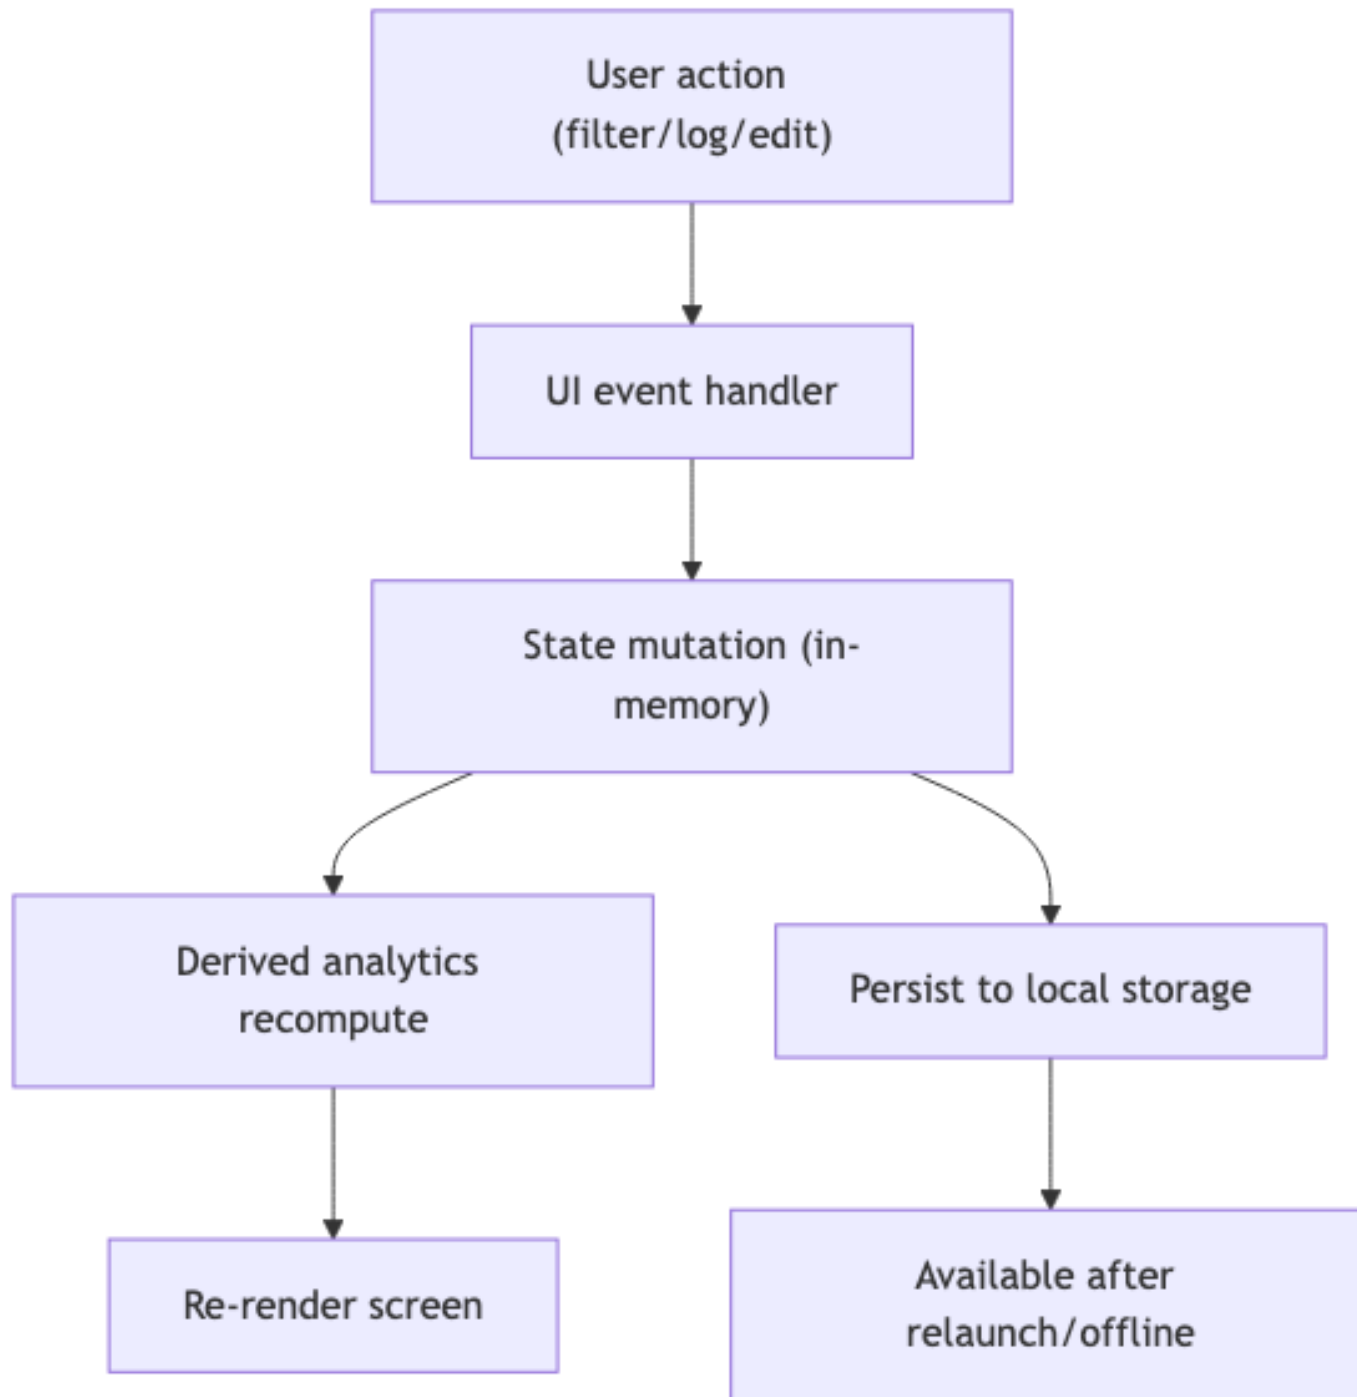 User action
(filter/log/edit)
UI event handler
State mutation (in-
memory)
Derived analytics
recompute
Persist to local storage
Re-render screen
Available after
relaunch/offline